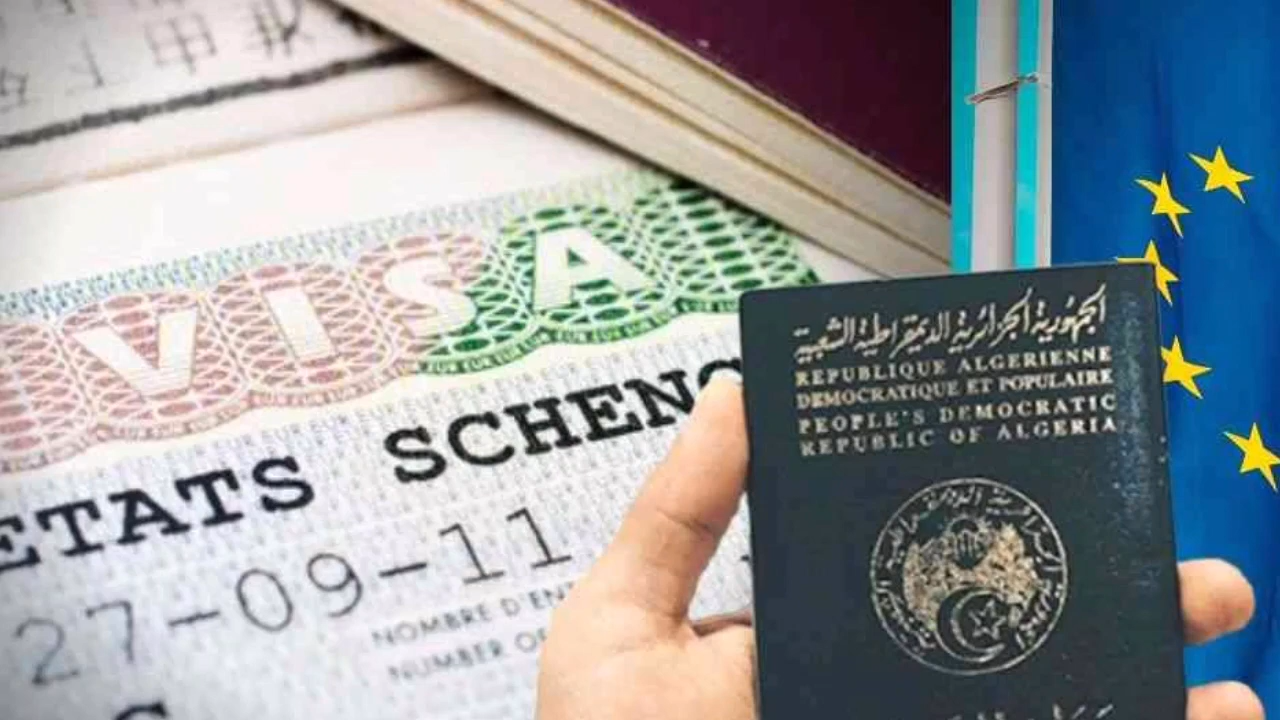 VISA
ETATS SCHENG
27-09-11
NOMBRE D'ENT
NUMBER OF
الجمهورية الجزائرية الديمقراطية الشعبية
REPUBLIQUE ALGERIENNE
DEMOCRATIQUE ET POPULAIRE
PEOPLE'S DEMOCRATIC
REPUBLIC OF ALGERIA